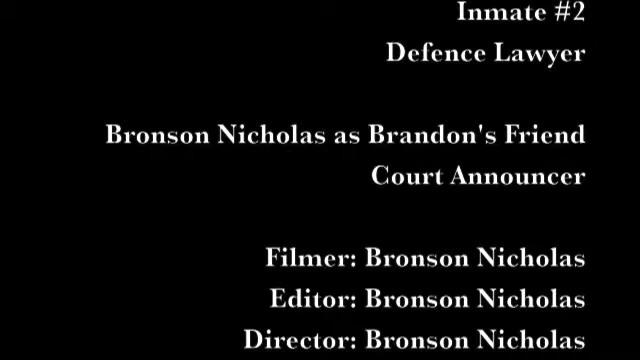 Inmate #2
Defence Lawyer
Bronson Nicholas as Brandon's Friend
Court Announcer
Filmer: Bronson Nicholas
Editor: Bronson Nicholas
Director: Bronson Nicholas